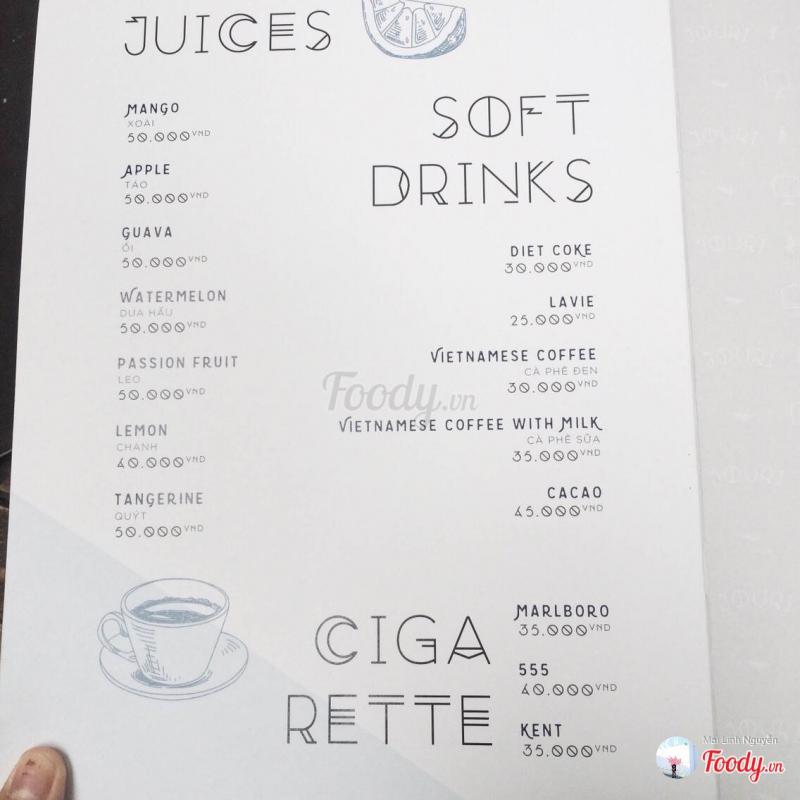 JUICES
MANGO
XOÀI
50.000VND
APPLE
TÁO
50.000VND
GUAVA
ỔI
50.000VND
WATERMELON
DƯA HẤU
50.000VND
PASSION FRUIT
LEO
50.000VND
LEMON
CHANH
40.000VND
TANGERINE
QUÝT
50.000VND
SOFT
DRINKS
DIET COKE
30.000VND
LAVIE
25.000VND
VIETNAMESE COFFEE
CÀ PHÊ ĐEN
30.000VND
VIETNAMESE COFFEE WITH MILK
CÀ PHÊ SỮA
35.000VND
CACAO
45.000VND
CIGA
RETTE
MARLBORO
35.000VND
555
40.000VND
KENT
35.000VND
Foody.vn
Mai Linh Nguyễn
Foody.vn